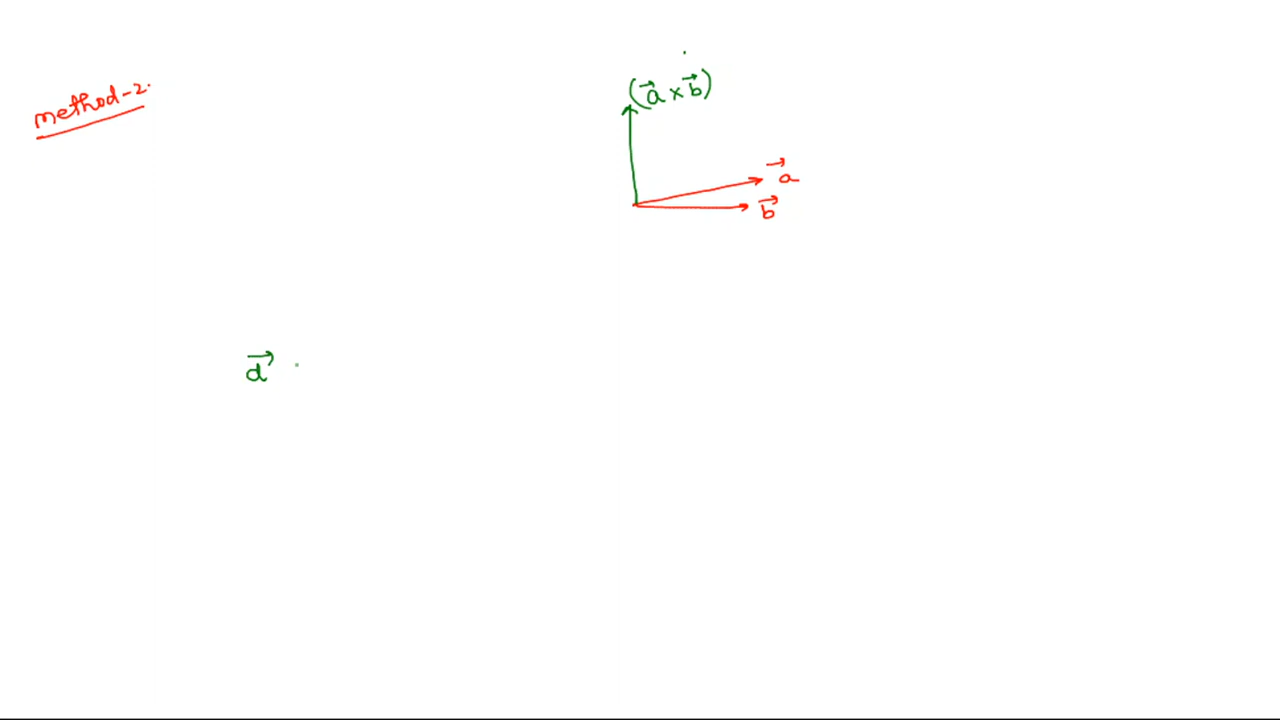 method-2.
(a⃗ × b⃗)
a⃗
b⃗
d⃗